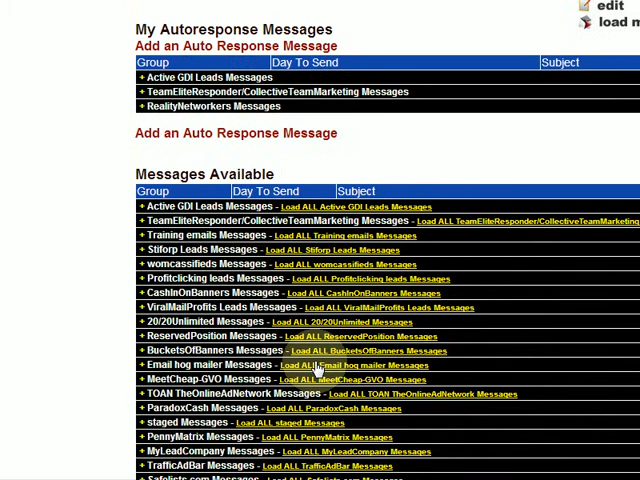 edit
load m
My Autoresponse Messages
Add an Auto Response Message
Group Day To Send Subject
+ Active GDI Leads Messages
+ TeamEliteResponder/CollectiveTeamMarketing Messages
+ RealityNetworkers Messages
Add an Auto Response Message
Messages Available
Group Day To Send Subject
+ Active GDI Leads Messages - Load ALL Active GDI Leads Messages
+ TeamEliteResponder/CollectiveTeamMarketing Messages - Load ALL TeamEliteResponder/CollectiveTeamMarketing
+ Training emails Messages - Load ALL Training emails Messages
+ Stiforp Leads Messages - Load ALL Stiforp Leads Messages
+ womcassifieds Messages - Load ALL womcassifieds Messages
+ Profitclicking leads Messages - Load ALL Profitclicking leads Messages
+ CashInOnBanners Messages - Load ALL CashInOnBanners Messages
+ ViralMailProfits Leads Messages - Load ALL ViralMailProfits Leads Messages
+ 20/20Unlimited Messages - Load ALL 20/20Unlimited Messages
+ ReservedPosition Messages - Load ALL ReservedPosition Messages
+ BucketsOfBanners Messages - Load ALL BucketsOfBanners Messages
+ Email hog mailer Messages - Load ALL Email hog mailer Messages
+ MeetCheap-GVO Messages - Load ALL MeetCheap-GVO Messages
+ TOAN TheOnlineAdNetwork Messages - Load ALL TOAN TheOnlineAdNetwork Messages
+ ParadoxCash Messages - Load ALL ParadoxCash Messages
+ staged Messages - Load ALL staged Messages
+ PennyMatrix Messages - Load ALL PennyMatrix Messages
+ MyLeadCompany Messages - Load ALL MyLeadCompany Messages
+ TrafficAdBar Messages - Load ALL TrafficAdBar Messages
+ Safelists.com Messages - Load ALL Safelists.com Messages